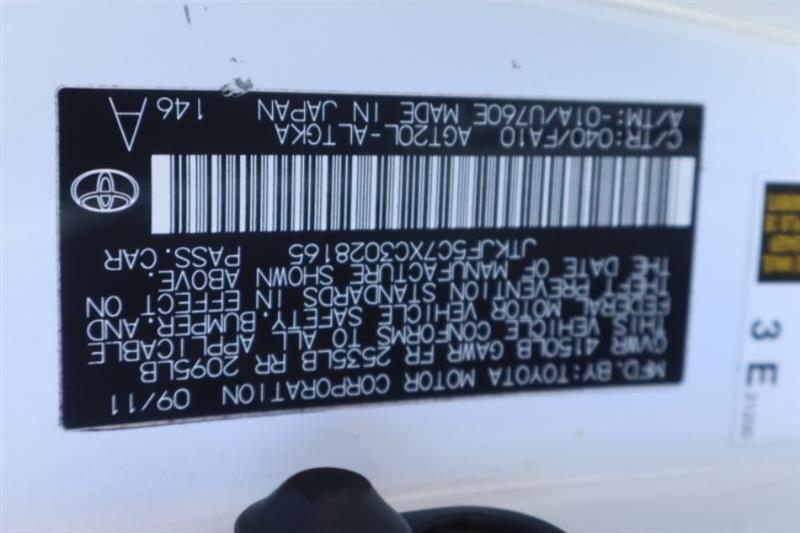 MFD. BY: TOYOTA MOTOR CORPORATION 09/11
GVWR 4150LB GAWR FR 2535LB RR 2095LB
THIS VEHICLE CONFORMS TO ALL APPLICABLE
FEDERAL MOTOR VEHICLE SAFETY, BUMPER, AND
THEFT PREVENTION STANDARDS IN EFFECT ON
THE DATE OF MANUFACTURE SHOWN ABOVE.
JTKJF5C7XC3028165 PASS. CAR
C/TR:040/FA10 AGT20L-ALTGKA 146 A
A/TM:-01A/U760E MADE IN JAPAN
3 E